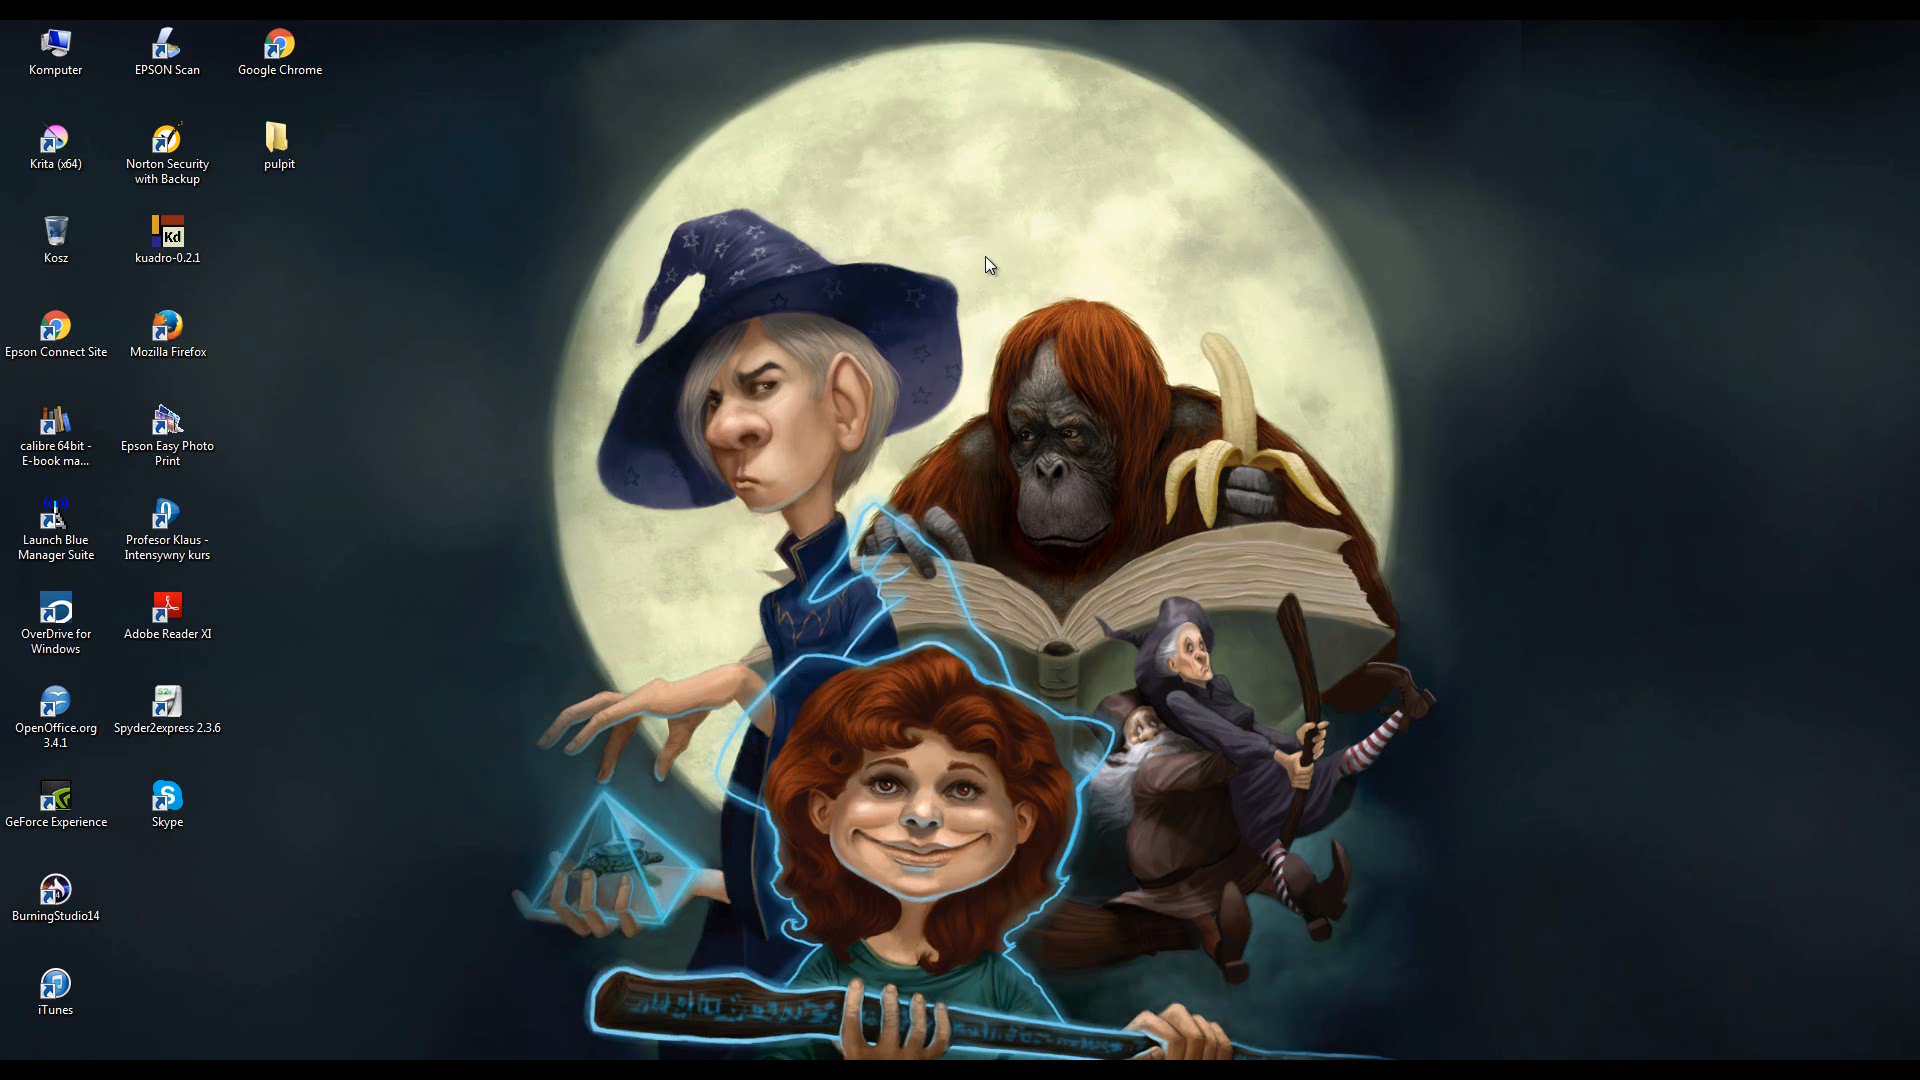 Komputer
EPSON Scan
Google Chrome
Krita (x64)
Norton Security
with Backup
pulpit
Kosz
Kd
kuadro-0.2.1
Epson Connect Site
Mozilla Firefox
calibre 64bit -
E-book ma...
Epson Easy Photo
Print
Launch Blue
Manager Suite
Profesor Klaus -
Intensywny kurs
OverDrive for
Windows
Adobe Reader XI
OpenOffice.org
3.4.1
Spyder2express 2.3.6
GeForce Experience
Skype
BurningStudio14
iTunes